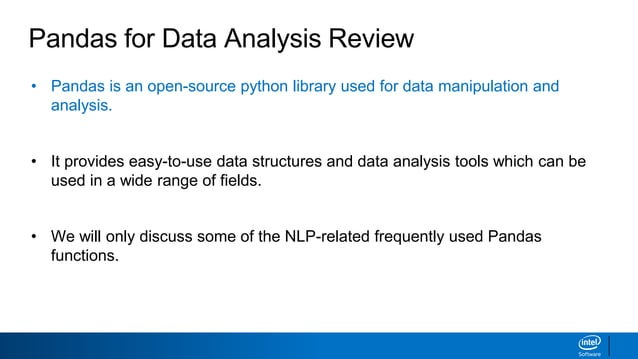 Pandas for Data Analysis Review
• Pandas is an open-source python library used for data manipulation and
analysis.
• It provides easy-to-use data structures and data analysis tools which can be
used in a wide range of fields.
• We will only discuss some of the NLP-related frequently used Pandas
functions.
intel
Software